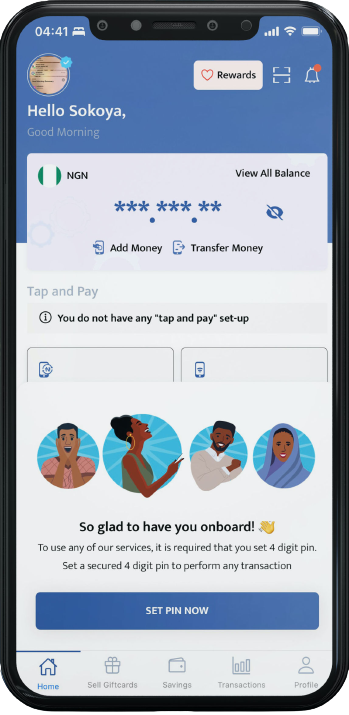 04:41
Rewards
Hello Sokoya,
Good Morning
NGN
View All Balance
***.***.**
Add Money
Transfer Money
Tap and Pay
You do not have any "tap and pay" set-up
So glad to have you onboard! 👏
To use any of our services, it is required that you set 4 digit pin.
Set a secured 4 digit pin to perform any transaction
SET PIN NOW
Home
Sell Giftcards
Savings
Transactions
Profile